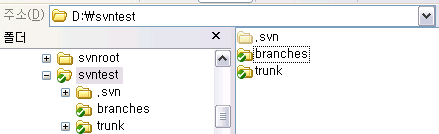 주소(D) D:₩svntest
폴더
svnroot
svntest
.svn
branches
trunk
.svn
branches
trunk